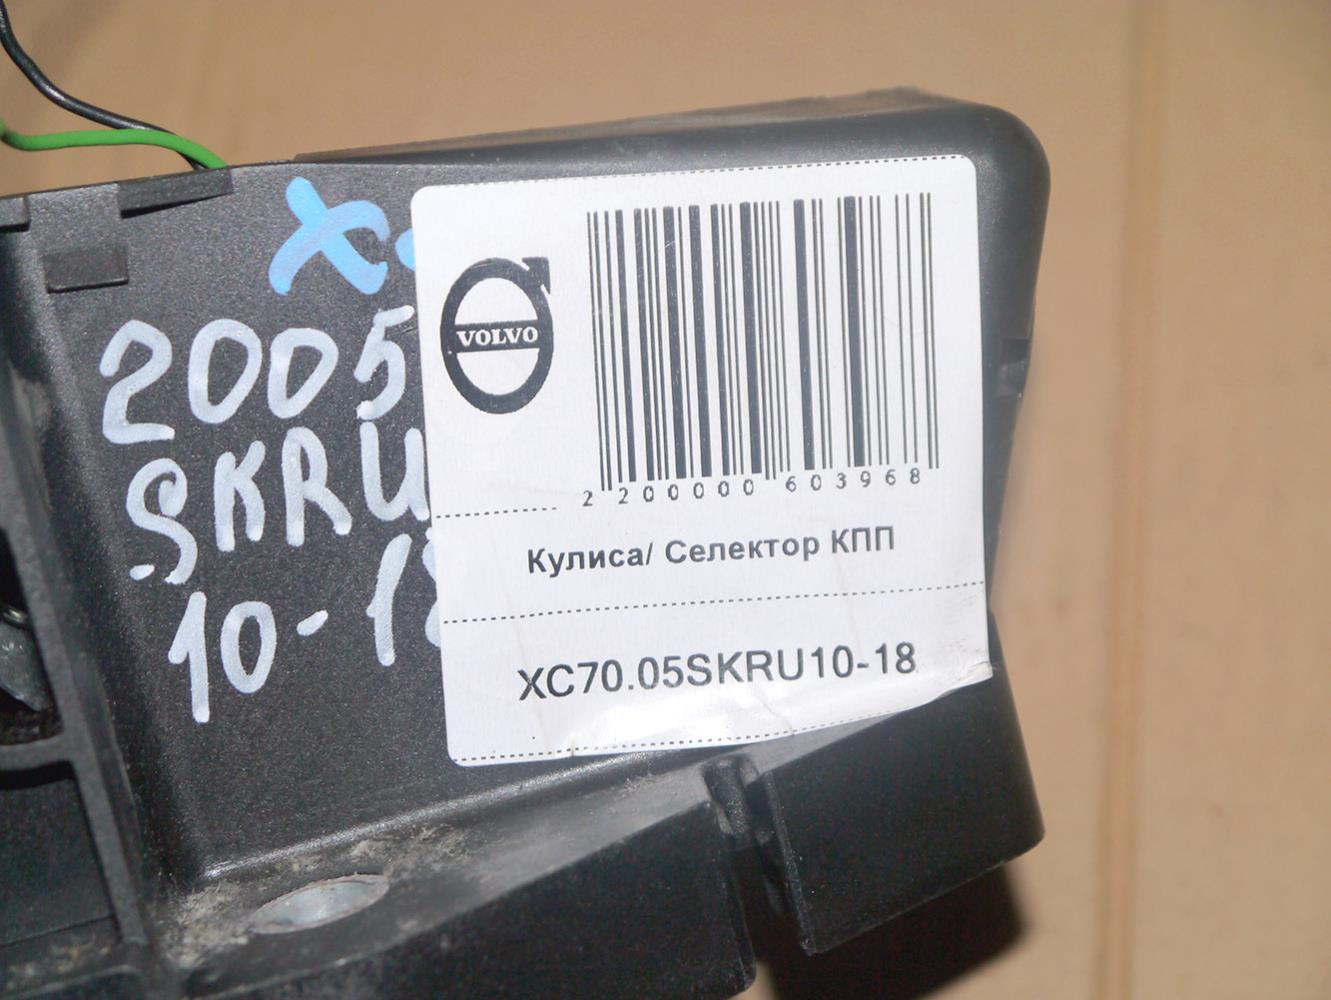 X
2005
SKRU
10-18
VOLVO
2 200000 603968
Кулиса/ Селектор КПП
XC70.05SKRU10-18